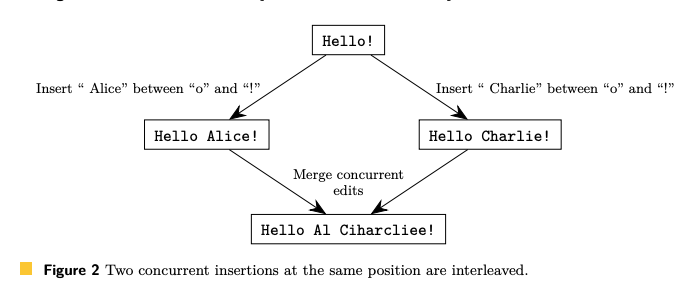 Hello!
Insert “ Alice” between “o” and “!”
Insert “ Charlie” between “o” and “!”
Hello Alice!
Hello Charlie!
Merge concurrent
edits
Hello Al Ciharcliee!
Figure 2 Two concurrent insertions at the same position are interleaved.